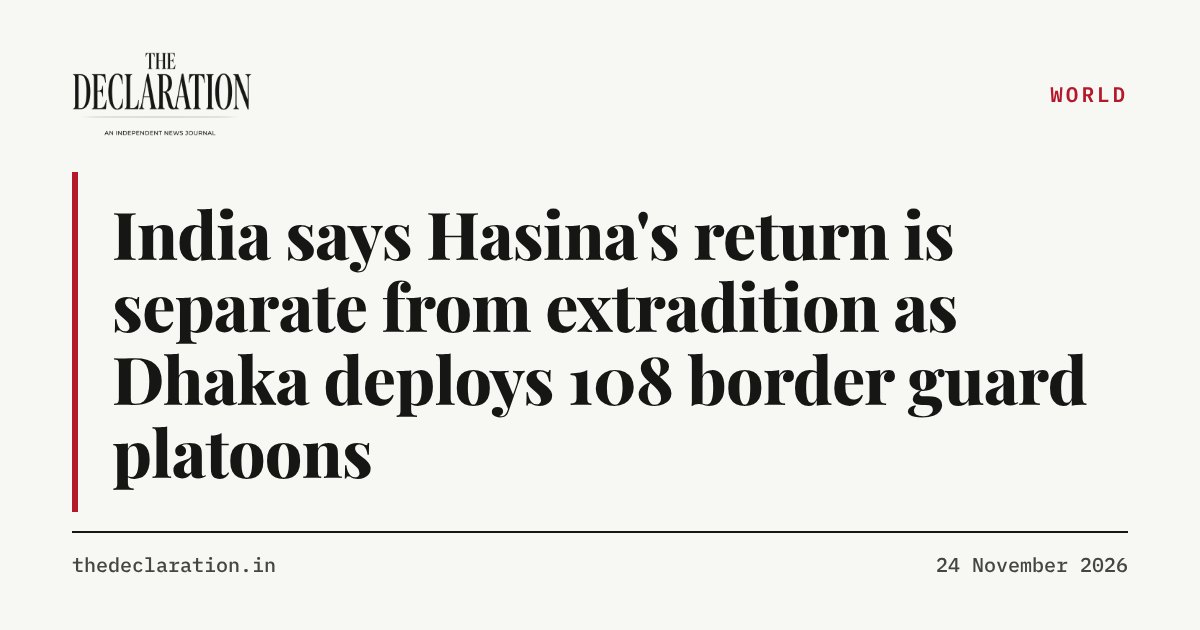 THE
DECLARATION
AN INDEPENDENT NEWS JOURNAL
WORLD
India says Hasina's return is
separate from extradition as
Dhaka deploys 108 border guard
platoons
thedeclaration.in
24 November 2026